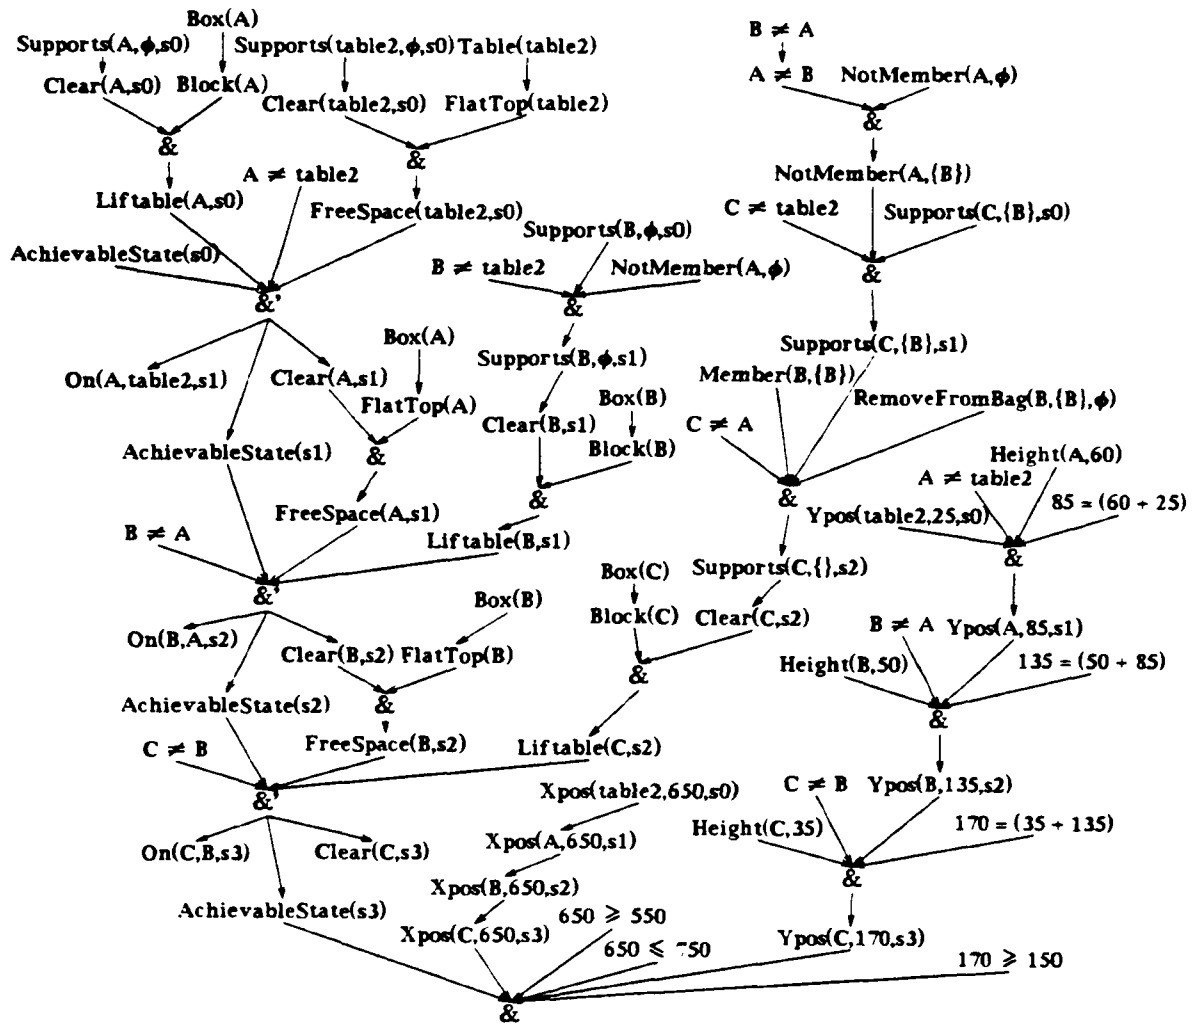 Box(A)
B ≠ A
Supports(A,ϕ,s0) Supports(table2,ϕ,s0) Table(table2)
A ≠ B NotMember(A,ϕ)
Clear(A,s0) Block(A)
Clear(table2,s0) FlatTop(table2)
&
&
&
A ≠ table2
NotMember(A,{B})
Liftable(A,s0)
FreeSpace(table2,s0)
C ≠ table2 Supports(C,{B},s0)
Supports(B,ϕ,s0)
AchievableState(s0)
B ≠ table2 NotMember(A,ϕ)
&
&'
&
Box(A)
Supports(C,{B},s1)
Supports(B,ϕ,s1)
On(A,table2,s1) Clear(A,s1)
Member(B,{B})
Box(B)
RemoveFromBag(B,{B},ϕ)
FlatTop(A)
Clear(B,s1)
C ≠ A
AchievableState(s1)
&
Block(B)
Height(A,60)
A ≠ table2
&
&
85 = (60 + 25)
FreeSpace(A,s1)
Ypos(table2,25,s0)
B ≠ A
Liftable(B,s1)
&
Box(C) Supports(C,{},s2)
&'
Box(B)
Block(C) Clear(C,s2)
B ≠ A Ypos(A,85,s1)
On(B,A,s2)
Clear(B,s2) FlatTop(B)
Height(B,50) 135 = (50 + 85)
&
AchievableState(s2)
&
&
C ≠ B
FreeSpace(B,s2)
Liftable(C,s2)
&'
Xpos(table2,650,s0)
C ≠ B Ypos(B,135,s2)
Height(C,35) 170 = (35 + 135)
On(C,B,s3) Clear(C,s3)
Xpos(A,650,s1)
&
Xpos(B,650,s2)
AchievableState(s3)
650 ⩾ 550
Xpos(C,650,s3)
Ypos(C,170,s3)
650 ⩽ 750
170 ⩾ 150
&